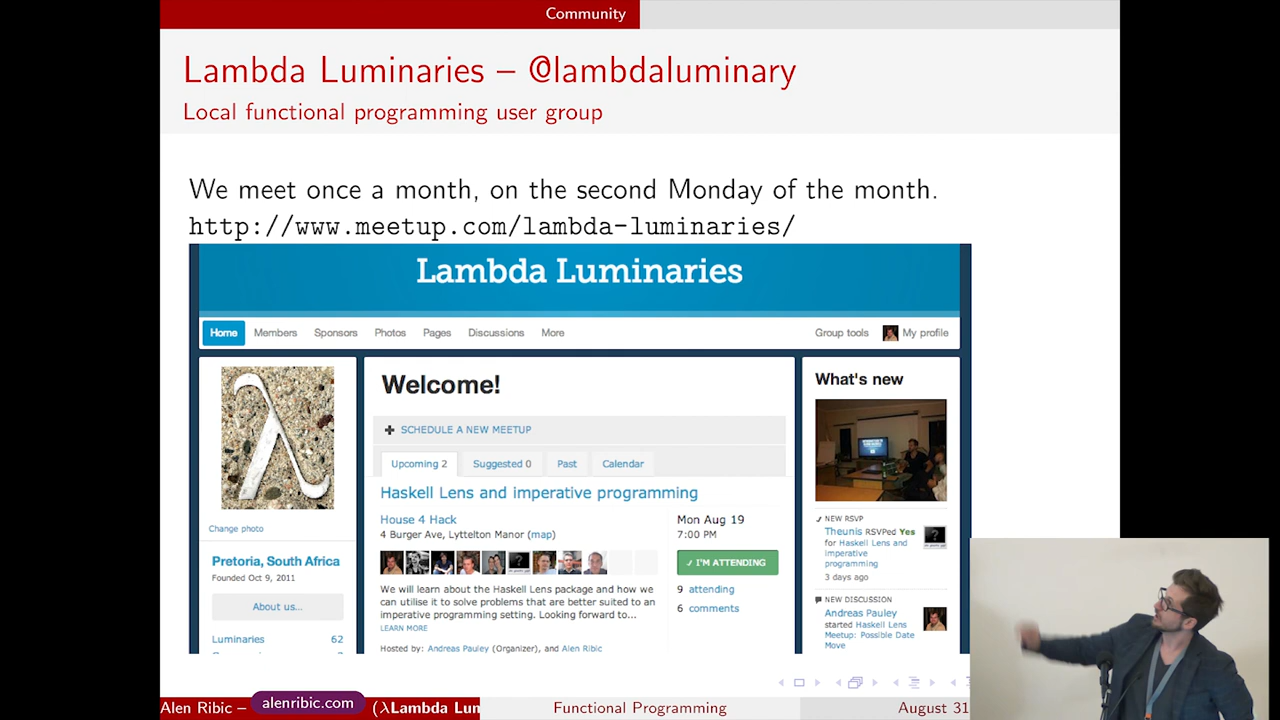 Community
Lambda Luminaries – @lambdaluminary
Local functional programming user group
We meet once a month, on the second Monday of the month.
http://www.meetup.com/lambda-luminaries/
Lambda Luminaries
Home Members Sponsors Photos Pages Discussions More Group tools My profile
λ
Change photo
Pretoria, South Africa
Founded Oct 9, 2011
About us...
Luminaries 62
Welcome!
SCHEDULE A NEW MEETUP
Upcoming 2 Suggested 0 Past Calendar
Haskell Lens and imperative programming
House 4 Hack
4 Burger Ave, Lyttelton Manor (map)
Mon Aug 19
7:00 PM
✓ I'M ATTENDING
9 attending
6 comments
We will learn about the Haskell Lens package and how we
can utilise it to solve problems that are better suited to an
imperative programming setting. Looking forward to...
LEARN MORE
Hosted by: Andreas Pauley (Organizer), and Alen Ribic
What's new
NEW RSVP
Theunis RSVPed Yes
for Haskell Lens and
imperative
programming
3 days ago
NEW DISCUSSION
Andreas Pauley
started Haskell Lens
Meetup: Possible Date
Move
Alen Ribic – alenribic.com (λLambda Lun
Functional Programming
August 31